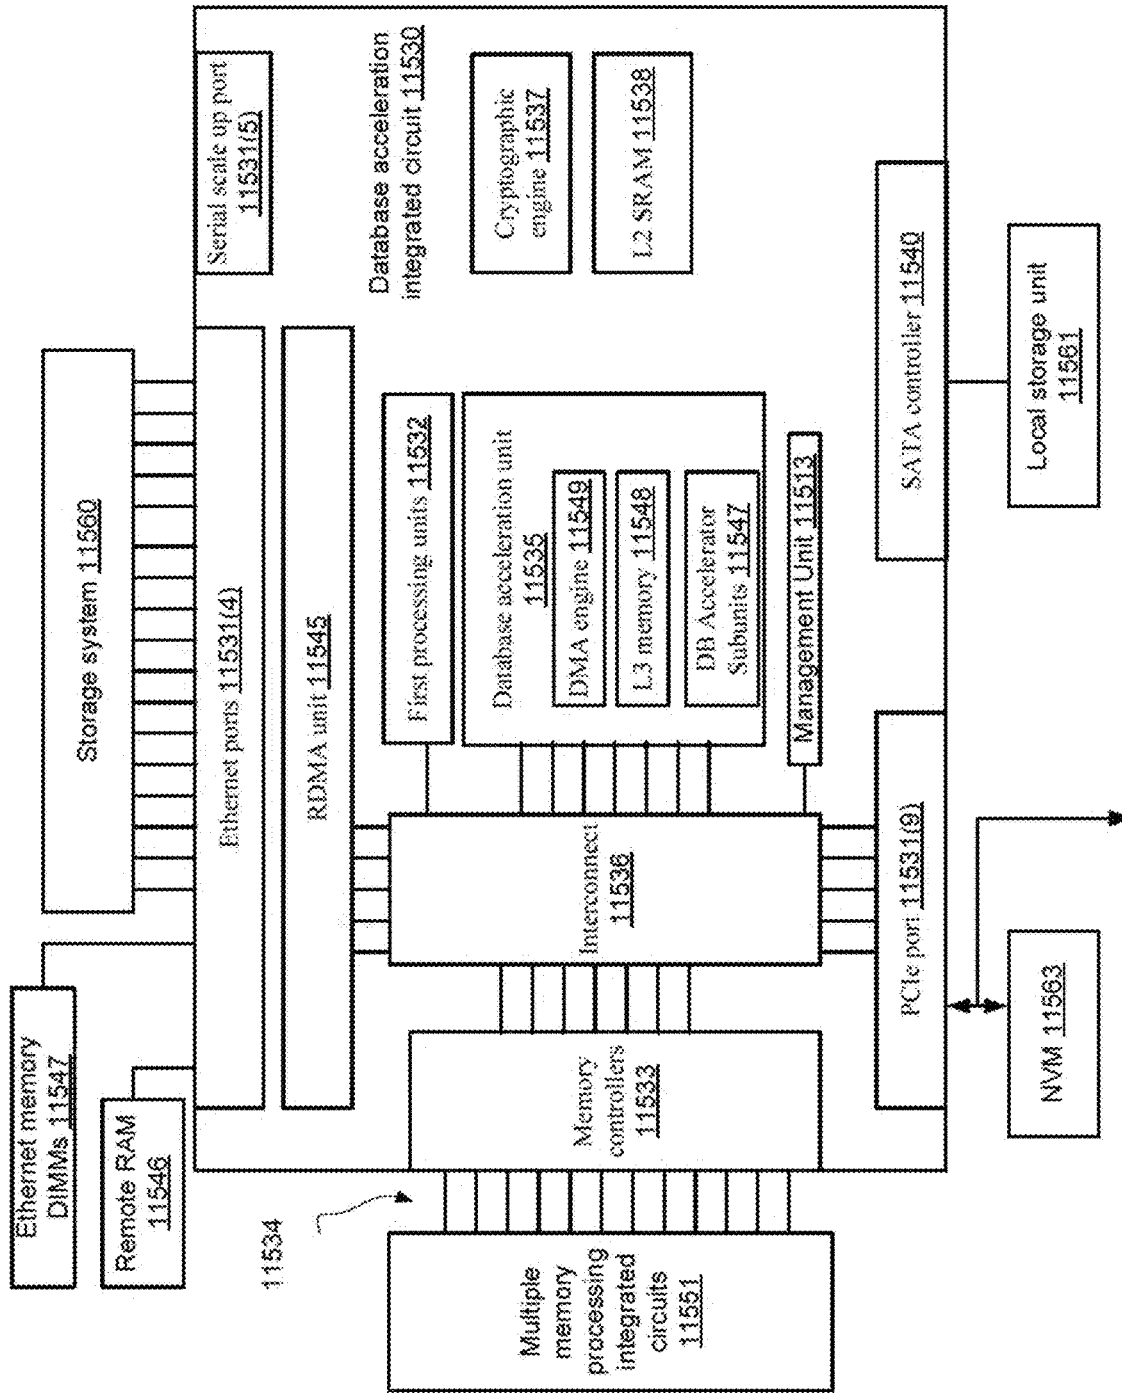 Ethernet memory
DIMMs 11547
Remote RAM
11546
Storage system 11560
Serial scale up port
11531(5)
Ethernet ports 11531(4)
RDMA unit 11545
Database acceleration
integrated circuit 11530
First processing units 11532
Cryptographic
engine 11537
L2 SRAM 11538
Database acceleration unit
11535
DMA engine 11549
L3 memory 11548
DB Accelerator
Subunits 11547
Management Unit 11513
Interconnect
11536
Memory
controllers
11533
11534
Multiple
memory
processing
integrated
circuits
11551
PCIe port 11531(9)
SATA controller 11540
NVM 11563
Local storage unit
11561